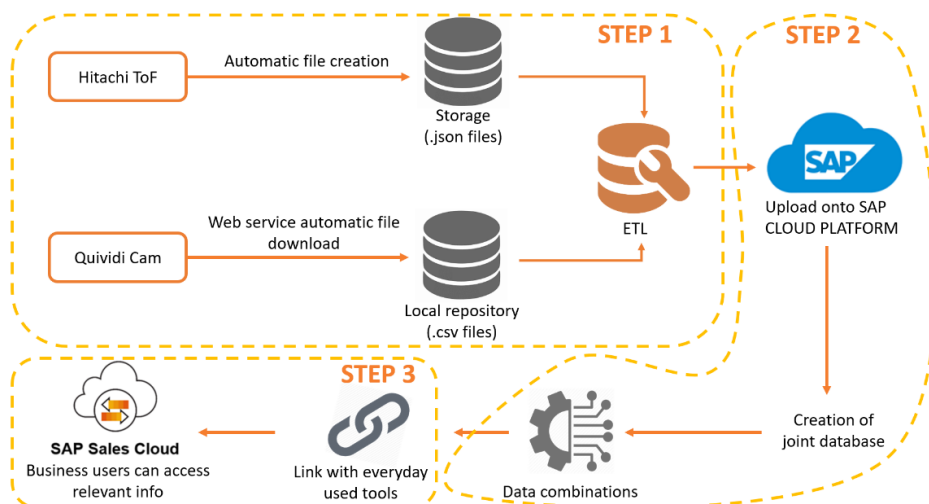 STEP 1
Hitachi ToF
Automatic file creation
Storage
(.json files)
Quividi Cam
Web service automatic file
download
Local repository
(.csv files)
ETL
STEP 2
SAP
Upload onto SAP
CLOUD PLATFORM
Creation of
joint database
Data combinations
STEP 3
Link with everyday
used tools
SAP Sales Cloud
Business users can access
relevant info